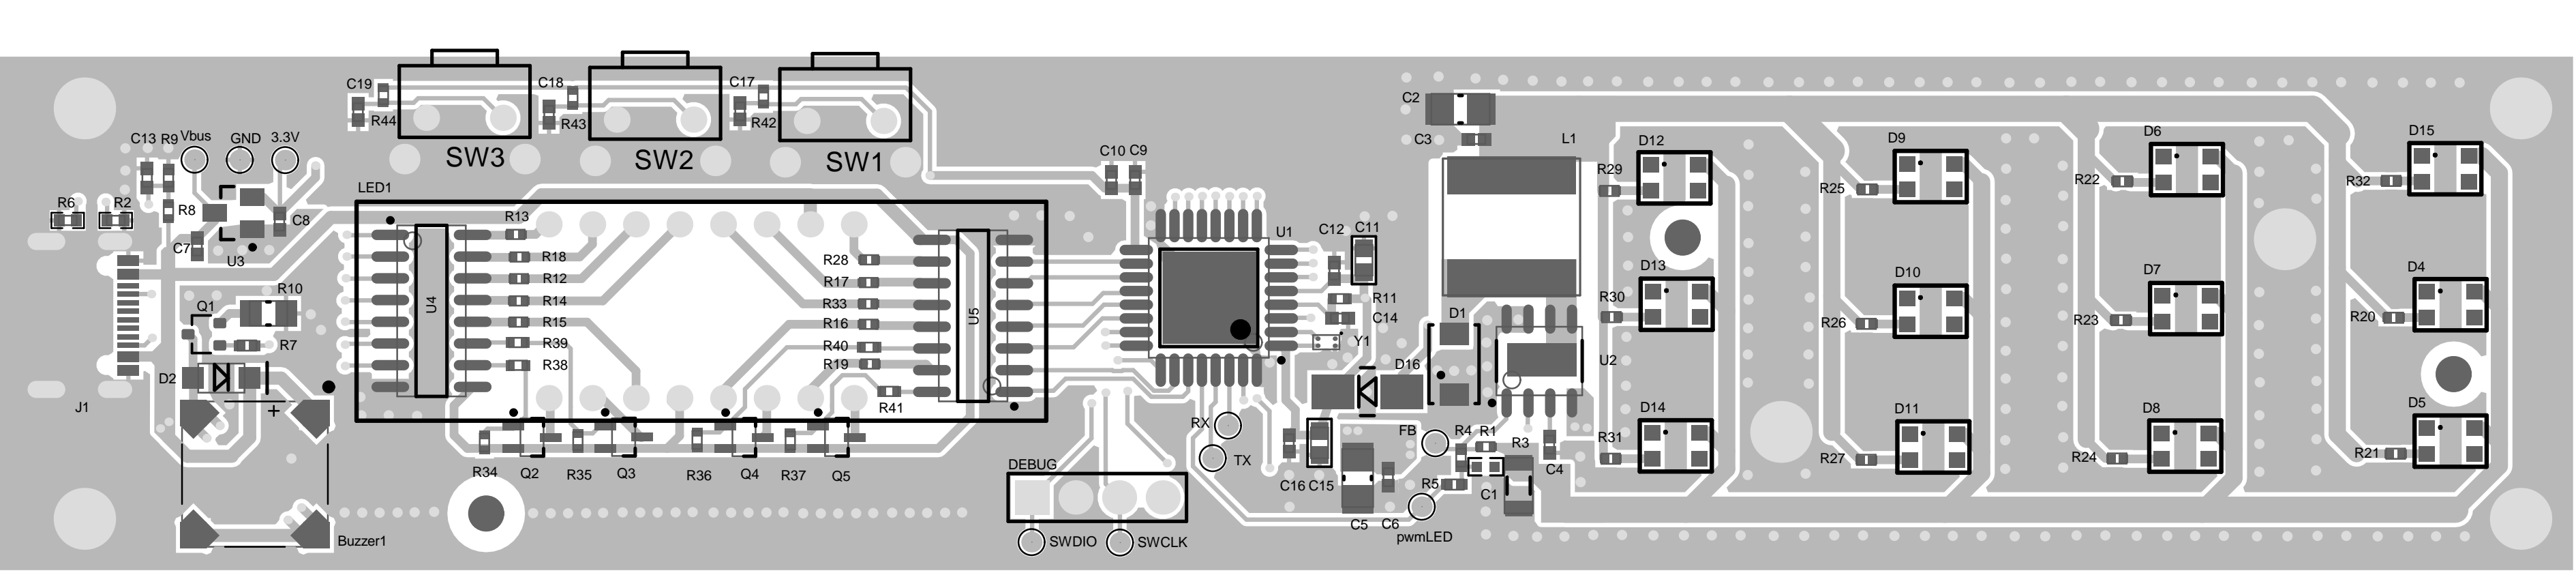 C19
R44
SW3
C18
R43
SW2
C17
R42
SW1
C13
R9
Vbus
GND
3.3V
R6
R2
R8
C7
U3
C8
J1
Q1
R10
R7
D2
+
Buzzer1
LED1
U4
R13
R18
R12
R14
R15
R39
R38
R28
R17
R33
R16
R40
R19
R41
U5
R34
Q2
R35
Q3
R36
Q4
R37
Q5
C10
C9
U1
C12
C11
R11
C14
Y1
D16
RX
TX
DEBUG
SWDIO
SWCLK
C16
C15
C5
C6
FB
pwmLED
C2
C3
L1
D1
U2
R4
R1
R3
R5
C1
C4
D12
R29
D13
R30
D14
R31
D9
R25
D10
R26
D11
R27
D6
R22
D7
R23
D8
R24
D15
R32
D4
R20
D5
R21